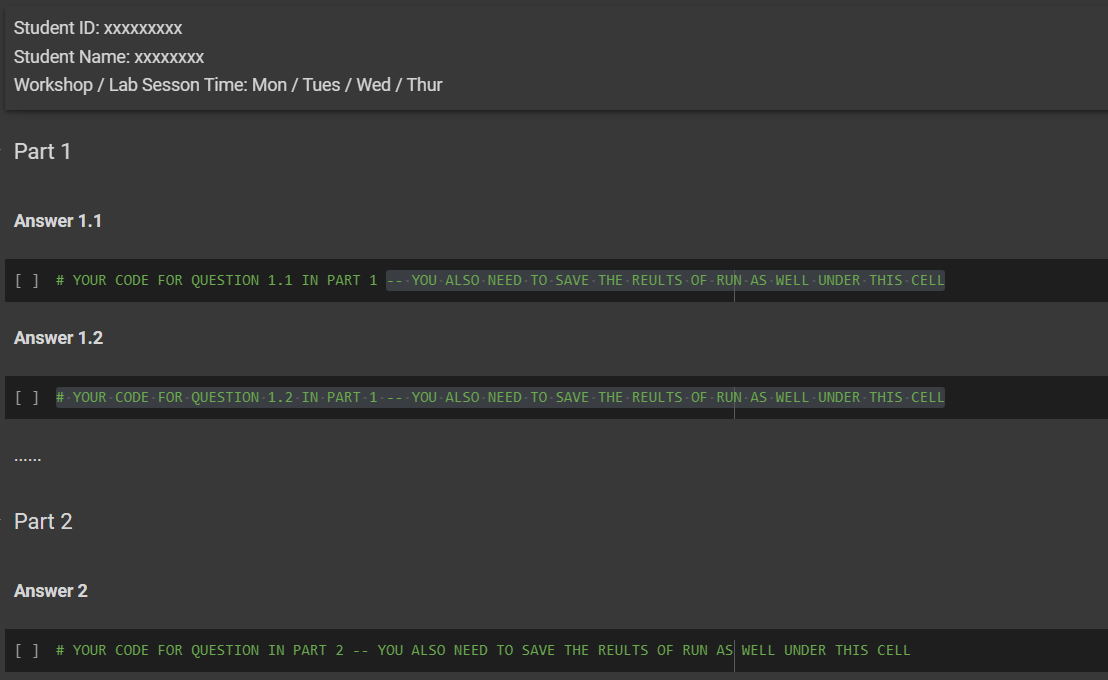 Student ID: xxxxxxxxx
Student Name: xxxxxxxx
Workshop / Lab Sesson Time: Mon / Tues / Wed / Thur
Part 1
Answer 1.1
[ ] # YOUR CODE FOR QUESTION 1.1 IN PART 1 -- YOU ALSO NEED TO SAVE THE REULTS OF RUN AS WELL UNDER THIS CELL
Answer 1.2
[ ] # YOUR CODE FOR QUESTION 1.2 IN PART 1 -- YOU ALSO NEED TO SAVE THE REULTS OF RUN AS WELL UNDER THIS CELL
......
Part 2
Answer 2
[ ] # YOUR CODE FOR QUESTION IN PART 2 -- YOU ALSO NEED TO SAVE THE REULTS OF RUN AS WELL UNDER THIS CELL